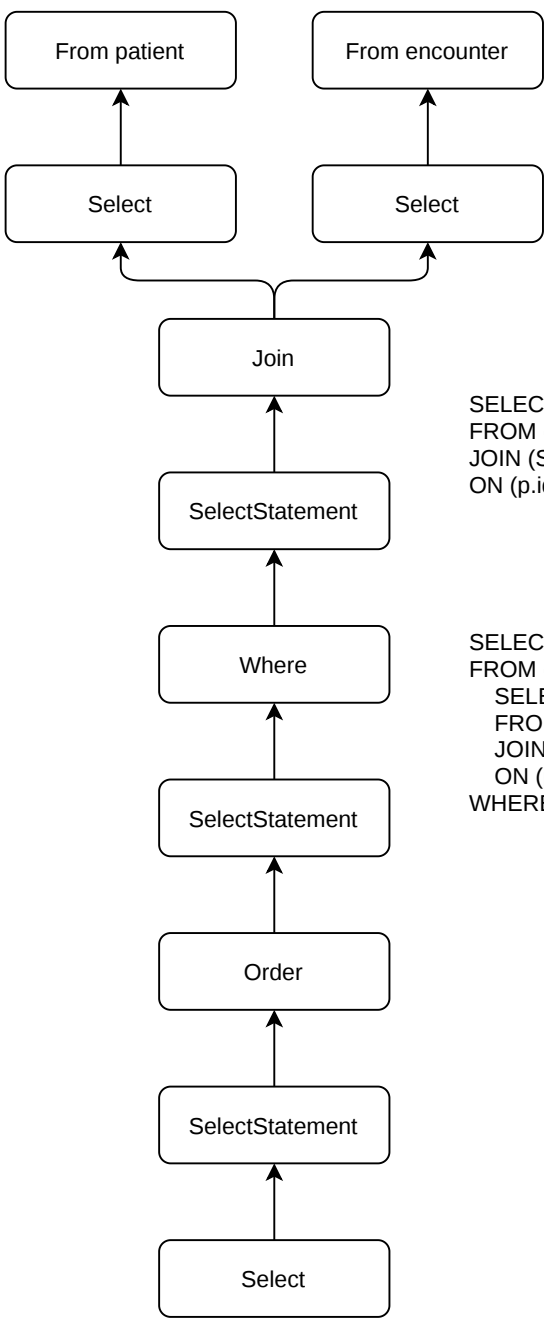 From patient
From encounter
Select
Select
Join
SELEC
FROM
JOIN (S
ON (p.i
SelectStatement
Where
SELEC
FROM
SELE
FRO
JOIN
ON (
WHERE
SelectStatement
Order
SelectStatement
Select